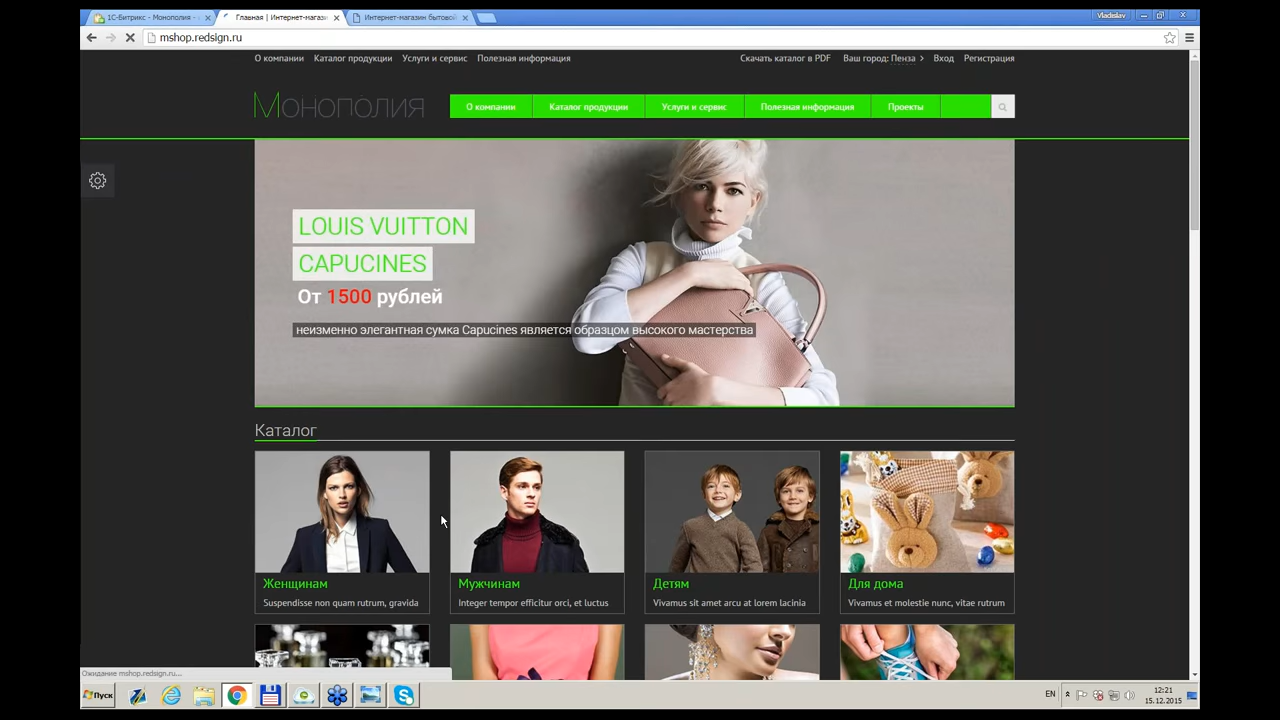 1С-Битрикс - Монополия -
Главная | Интернет-магази
Интернет-магазин бытовой
Vladislav
mshop.redsign.ru
О компании Каталог продукции Услуги и сервис Полезная информация
Скачать каталог в PDF Ваш город: Пенза Вход Регистрация
Монополия
О компании Каталог продукции Услуги и сервис Полезная информация Проекты
LOUIS VUITTON
CAPUCINES
От 1500 рублей
неизменно элегантная сумка Capucines является образцом высокого мастерства
Каталог
Женщинам
Suspendisse non quam rutrum, gravida
Мужчинам
Integer tempor efficitur orci, et luctus
Детям
Vivamus sit amet arcu at lorem lacinia
Для дома
Vivamus et molestie nunc, vitae rutrum
Ожидание mshop.redsign.ru...
Пуск
EN
12:21
15.12.2015